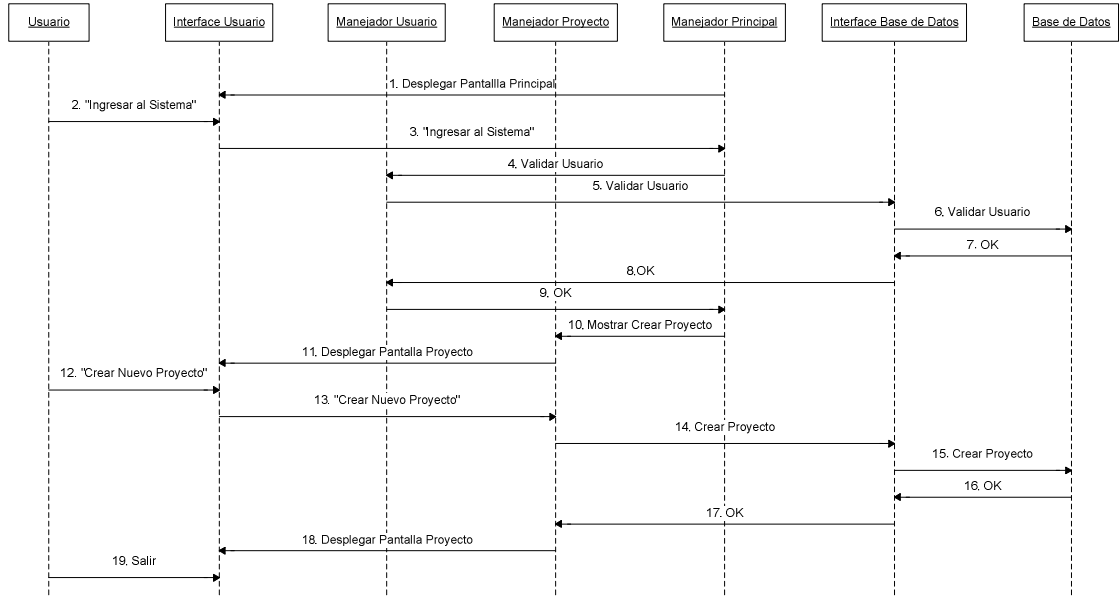 Usuario
Interface Usuario
Manejador Usuario
Manejador Proyecto
Manejador Principal
Interface Base de Datos
Base de Datos
1. Desplegar Pantallla Principal
2. "Ingresar al Sistema"
3. "Ingresar al Sistema"
4. Validar Usuario
5. Validar Usuario
6. Validar Usuario
7. OK
8.OK
9. OK
10. Mostrar Crear Proyecto
11. Desplegar Pantalla Proyecto
12. "Crear Nuevo Proyecto"
13. "Crear Nuevo Proyecto"
14. Crear Proyecto
15. Crear Proyecto
16. OK
17. OK
18. Desplegar Pantalla Proyecto
19. Salir